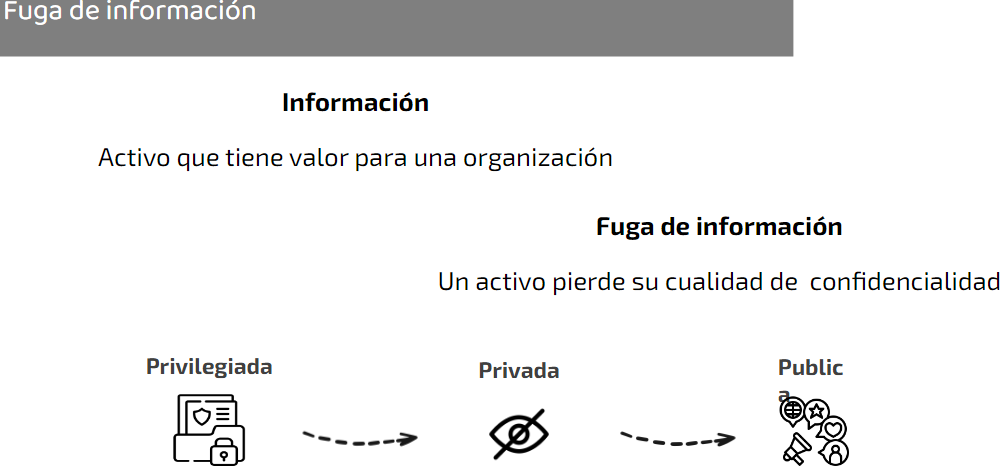 Fuga de información
Información
Activo que tiene valor para una organización
Fuga de información
Un activo pierde su cualidad de  confidencialidad
Privilegiada
Privada
Public
a